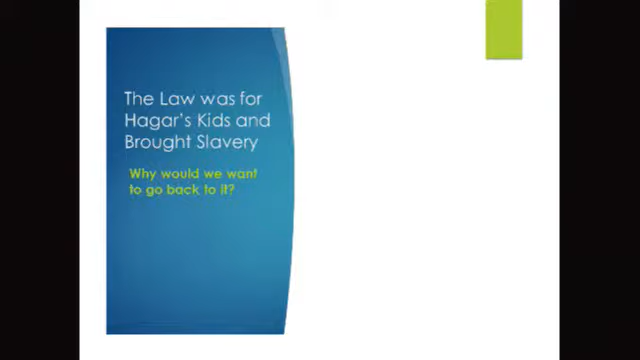 The Law was for
Hagar's Kids and
Brought Slavery
Why would we want
to go back to it?